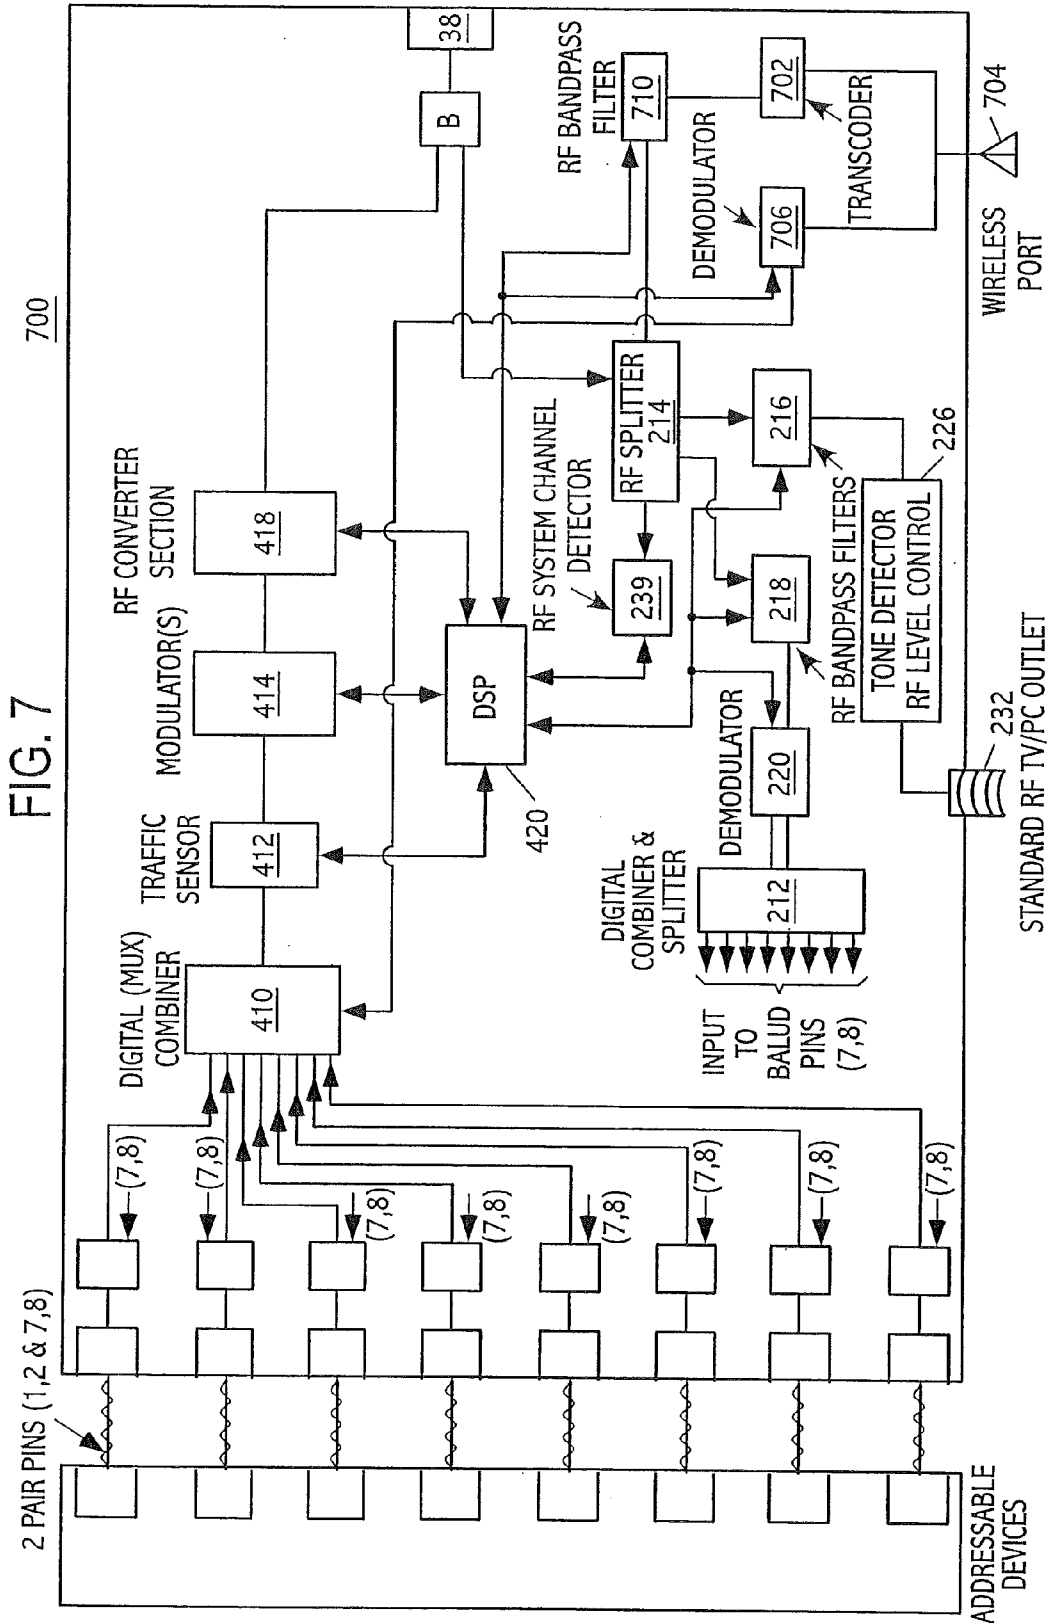 FIG. 7
700
2 PAIR PINS (1,2 & 7,8)
(7,8)
(7,8)
(7,8)
(7,8)
(7,8)
(7,8)
(7,8)
(7,8)
ADDRESSABLE
DEVICES
DIGITAL (MUX)
COMBINER
410
TRAFFIC
SENSOR
412
MODULATOR(S)
414
RF CONVERTER
SECTION
418
B
38
DSP
420
RF SYSTEM CHANNEL
DETECTOR
239
RF SPLITTER
214
RF BANDPASS
FILTER
710
DEMODULATOR
706
702
TRANSCODER
704
WIRELESS
PORT
INPUT
TO
BALUD
PINS
(7,8)
DIGITAL
COMBINER &
SPLITTER
212
DEMODULATOR
220
218
216
RF BANDPASS FILTERS
TONE DETECTOR
RF LEVEL CONTROL
226
232
STANDARD RF TV/PC OUTLET